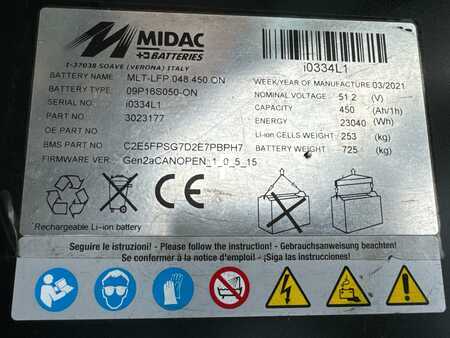 MIDAC
BATTERIES
I-37038 SOAVE (VERONA) ITALY
i0334L1
BATTERY NAME MLT-LFP.048.450.ON
WEEK/YEAR OF MANUFACTURE 03/2021
BATTERY TYPE 09P16S050-ON
NOMINAL VOLTAGE 51.2 (V)
SERIAL NO i0334L1
CAPACITY 450 (Ah/1h)
PART NO 3023177
ENERGY 23040 (Wh)
OE PART NO
Li-ion CELLS WEIGHT 253 (kg)
BMS PART NO C2E5FPSG7D2E7PBPH7
BATTERY WEIGHT 725 (kg)
FIRMWARE VER Gen2aCANOPEN_1_0_5_15
CE
Rechargeable Li-ion battery
Seguire le istruzioni! - Please follow the instruction! - Gebrauchsanweisung beachten!
Se conformer à la notice d'emploi! - ¡Siga las instrucciones!